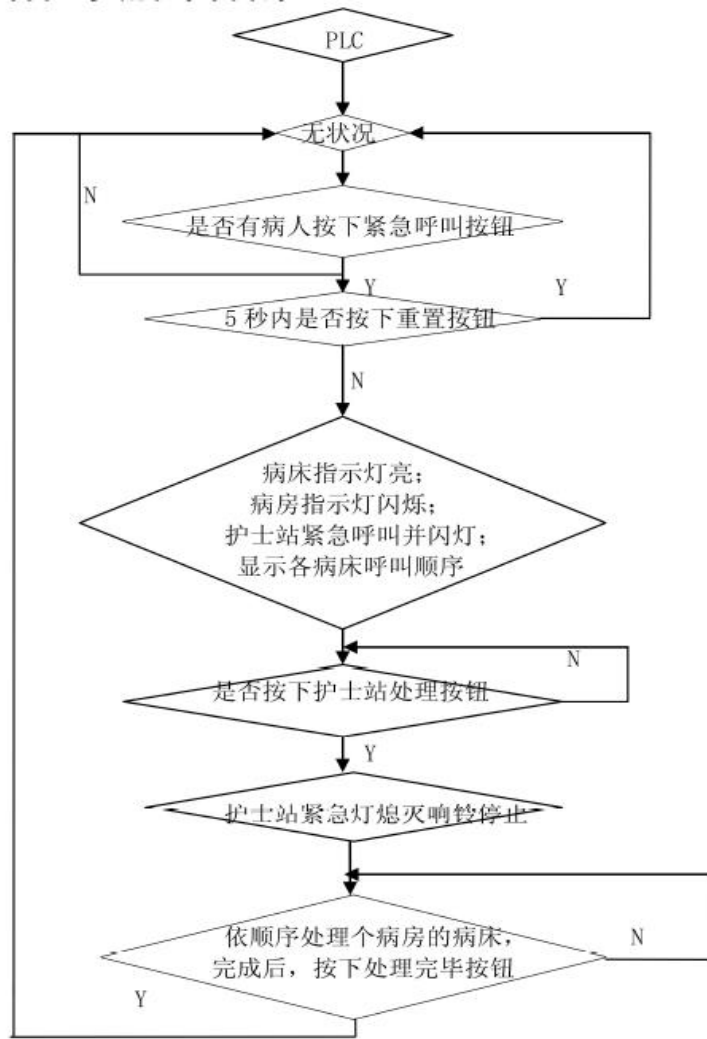 PLC
无状况
N
是否有病人按下紧急呼叫按钮
Y
Y
5 秒内是否按下重置按钮
N
病床指示灯亮；
病房指示灯闪烁；
护士站紧急呼叫并闪灯；
显示各病床呼叫顺序
N
是否按下护士站处理按钮
Y
护士站紧急灯熄灭响铃停止
依顺序处理个病房的病床，
N
完成后，按下处理完毕按钮
Y